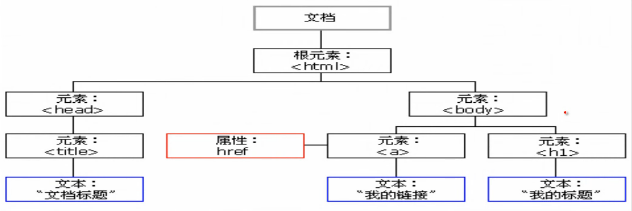 文档
根元素：
<html>
元素：
<head>
元素：
<body>
元素：
<title>
属性：
href
元素：
<a>
元素：
<h1>
文本：
“文档标题”
文本：
“我的链接”
文本：
“我的标题”